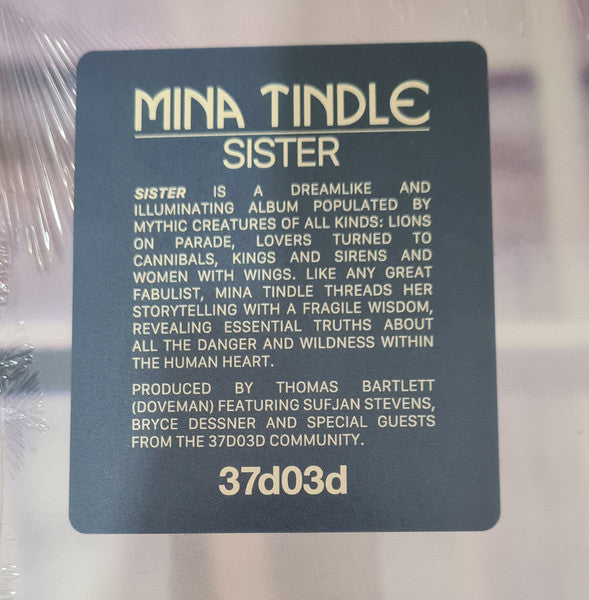 MINA TINDLE
SISTER
SISTER IS A DREAMLIKE AND
ILLUMINATING ALBUM POPULATED BY
MYTHIC CREATURES OF ALL KINDS: LIONS
ON PARADE, LOVERS TURNED TO
CANNIBALS, KINGS AND SIRENS AND
WOMEN WITH WINGS. LIKE ANY GREAT
FABULIST, MINA TINDLE THREADS HER
STORYTELLING WITH A FRAGILE WISDOM,
REVEALING ESSENTIAL TRUTHS ABOUT
ALL THE DANGER AND WILDNESS WITHIN
THE HUMAN HEART.
PRODUCED BY THOMAS BARTLETT
(DOVEMAN) FEATURING SUFJAN STEVENS,
BRYCE DESSNER AND SPECIAL GUESTS
FROM THE 37D03D COMMUNITY.
37d03d